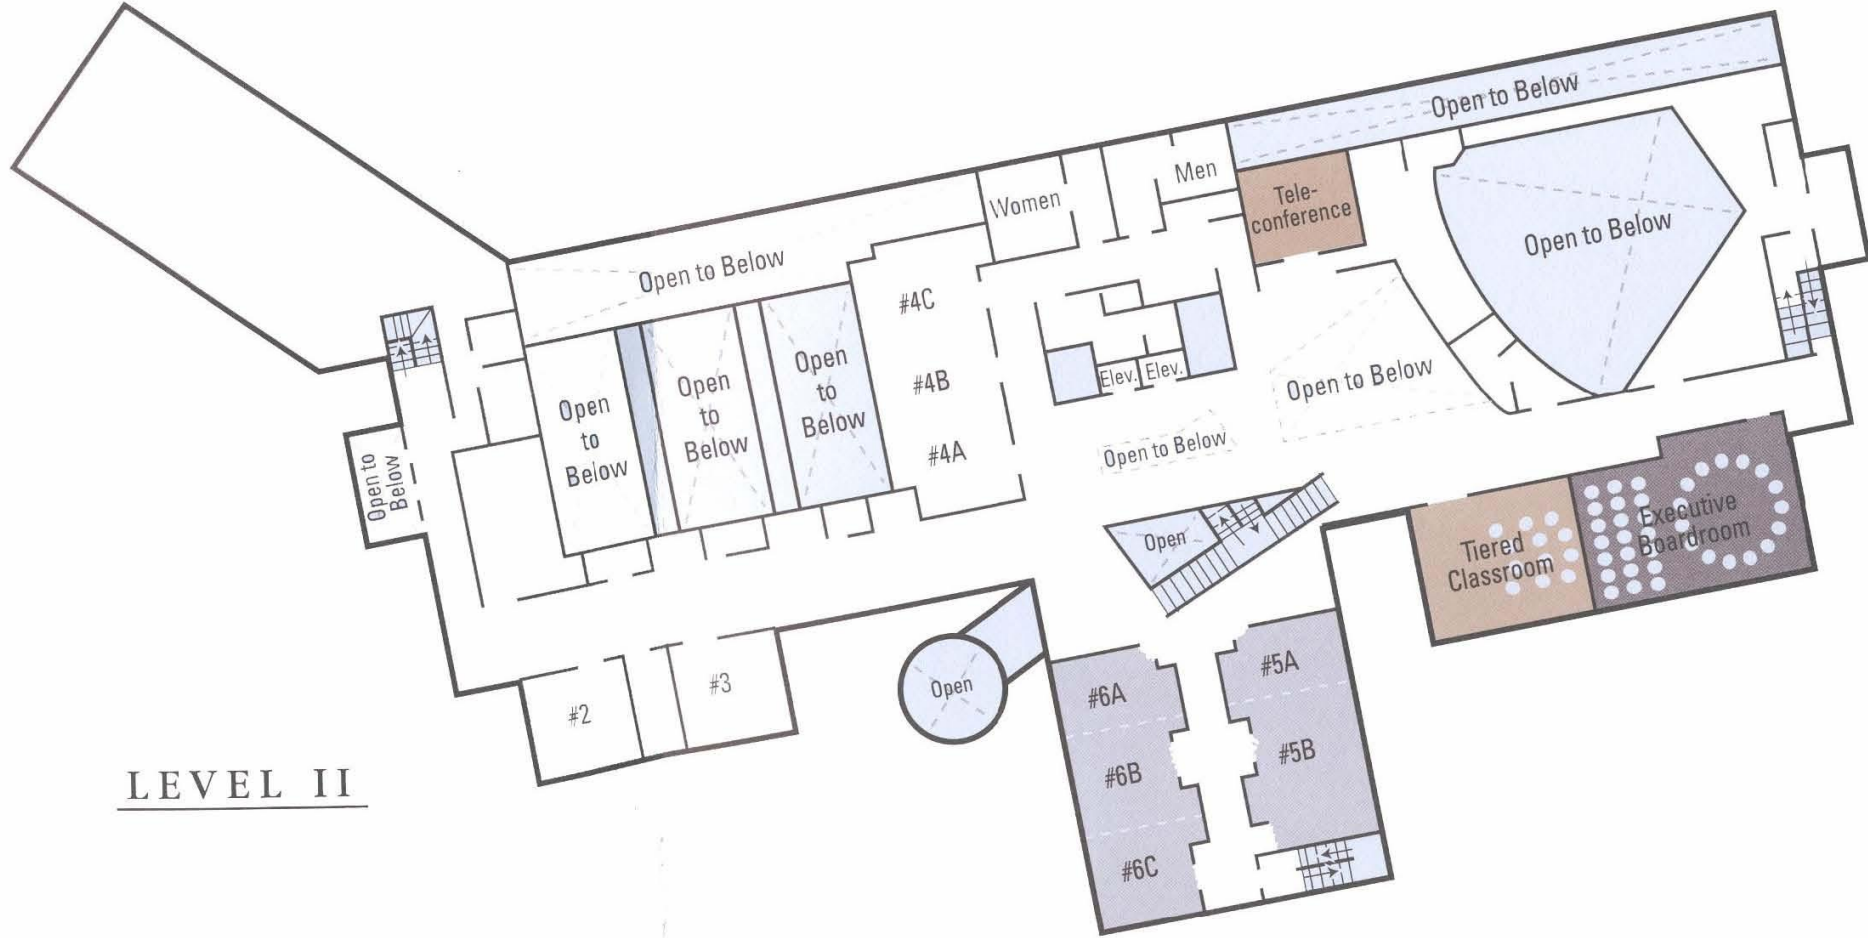 Open to Below
Men
Women
Tele-
conference
Open to Below
Open to Below
#4C
Open
to
Below
Open
to
Below
Open
to
Below
#4B
Elev.
Elev.
Open to Below
#4A
Open to Below
Open to
Below
Open
Tiered
Classroom
Executive
Boardroom
#2
#3
Open
#6A
#5A
#6B
#5B
#6C
LEVEL II